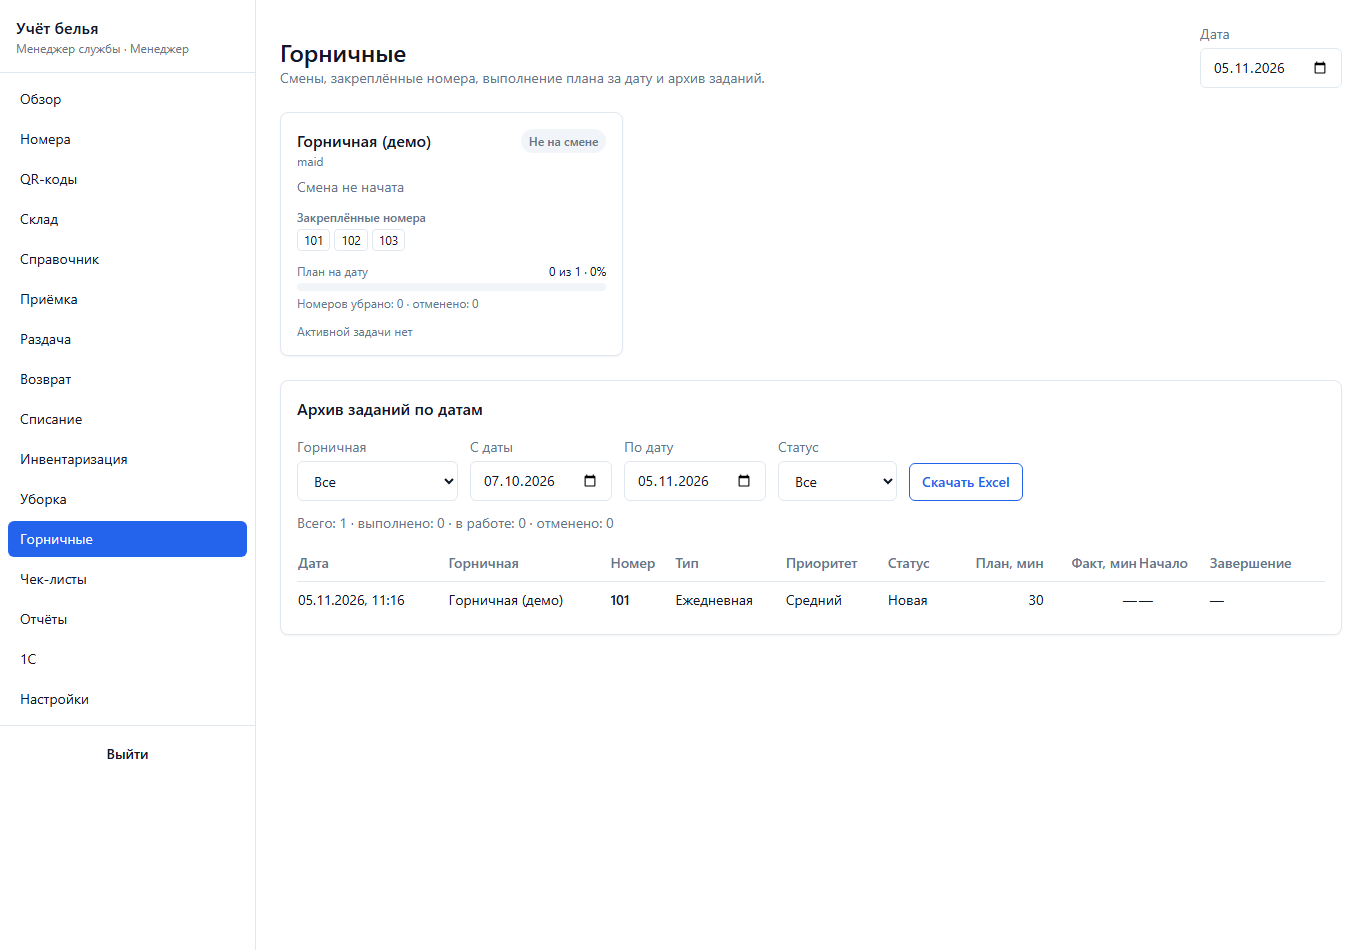 Учёт белья
Менеджер службы · Менеджер
Обзор
Номера
QR-коды
Склад
Справочник
Приёмка
Раздача
Возврат
Списание
Инвентаризация
Уборка
Горничные
Чек-листы
Отчёты
1С
Настройки
Выйти
Горничные
Смены, закреплённые номера, выполнение плана за дату и архив заданий.
Дата
05.11.2026
Горничная (демо) Не на смене
maid
Смена не начата
Закреплённые номера
101 102 103
План на дату 0 из 1 · 0%
Номеров убрано: 0 · отменено: 0
Активной задачи нет
Архив заданий по датам
Горничная С даты По дату Статус
Все 07.10.2026 05.11.2026 Все Скачать Excel
Всего: 1 · выполнено: 0 · в работе: 0 · отменено: 0
Дата Горничная Номер Тип Приоритет Статус План, мин Факт, мин Начало Завершение
05.11.2026, 11:16 Горничная (демо) 101 Ежедневная Средний Новая 30 — — —